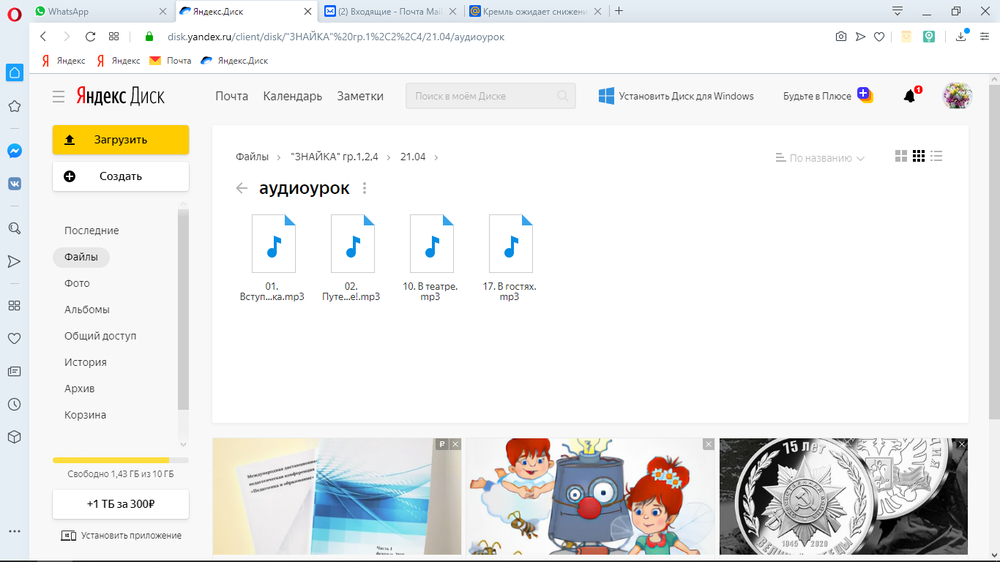 WhatsApp
Яндекс.Диск
(2) Входящие - Почта Mail
Кремль ожидает снижени
disk.yandex.ru/client/disk/"ЗНАЙКА"%20гр.1%2C2%2C4/21.04/аудиоурок
Я Яндекс
Я Яндекс
Почта
Яндекс.Диск
Яндекс Диск
Почта
Календарь
Заметки
Поиск в моём Диске
Установить Диск для Windows
Будьте в Плюсе
1
Загрузить
Создать
Последние
Файлы
Фото
Альбомы
Общий доступ
История
Архив
Корзина
Свободно 1,43 ГБ из 10 ГБ
+1 ТБ за 300₽
Установить приложение
Файлы > "ЗНАЙКА" гр.1,2,4 > 21.04 >
По названию
аудиоурок
01.
Вступ...ка.mp3
02.
Путе...е!.mp3
10. В театре.
mp3
17. В гостях.
mp3
Международная дистанционная
педагогическая конференция
«Педагогика и образование»
Часть I
₽
75 лет
1945 - 2020